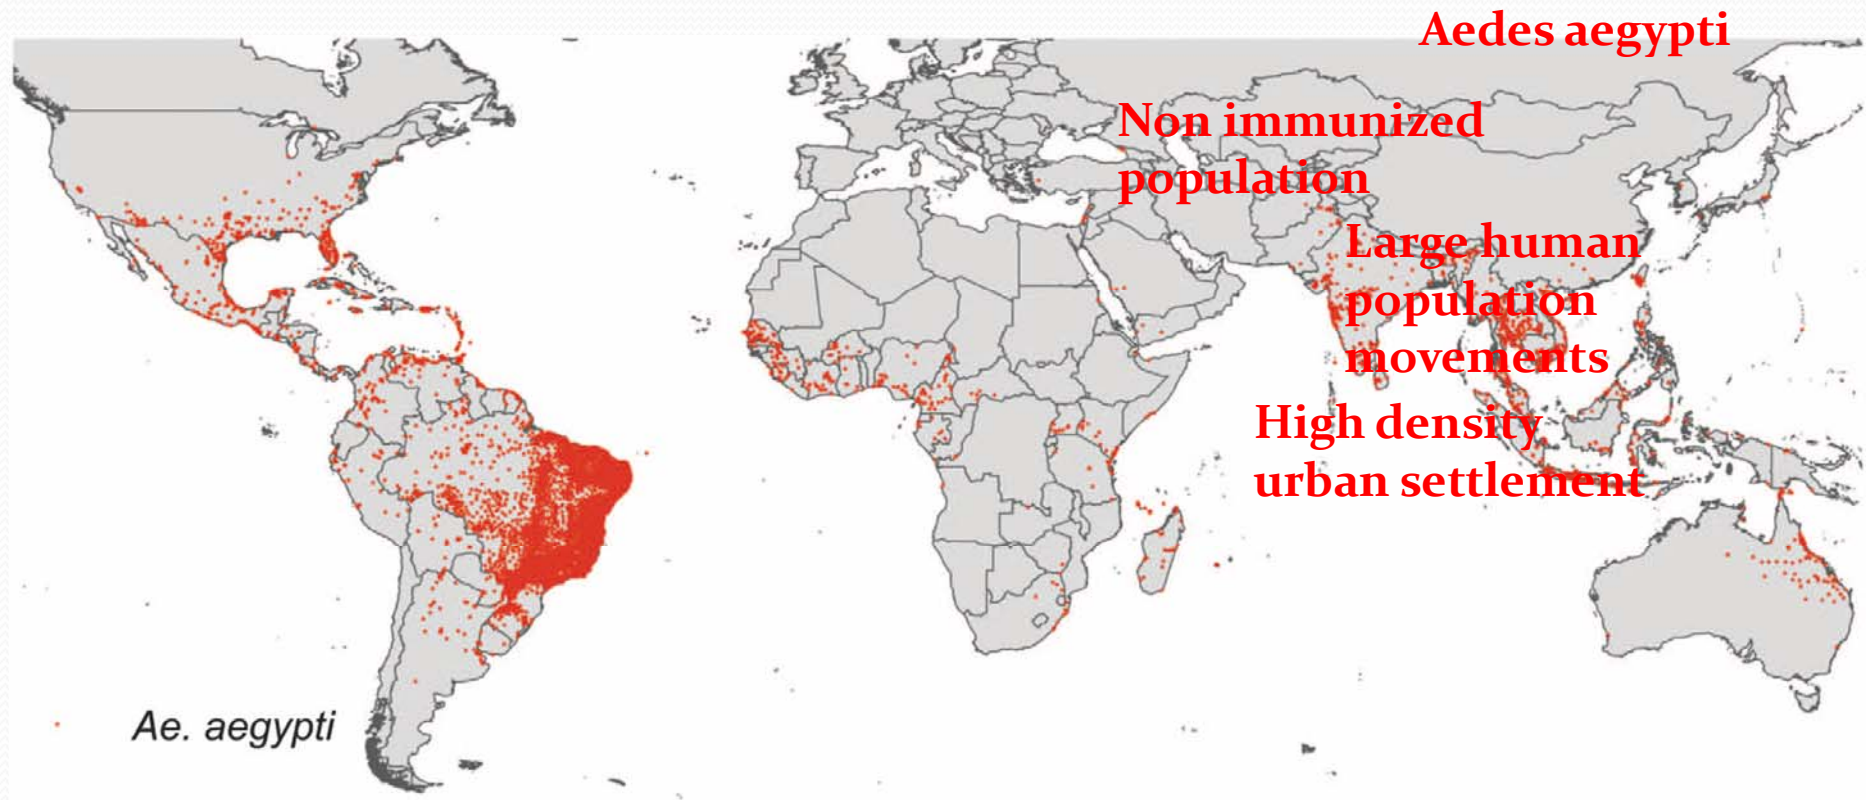 Aedes aegypti
Non immunized
population
Large human
population
movements
High density
urban settlement
Ae. aegypti